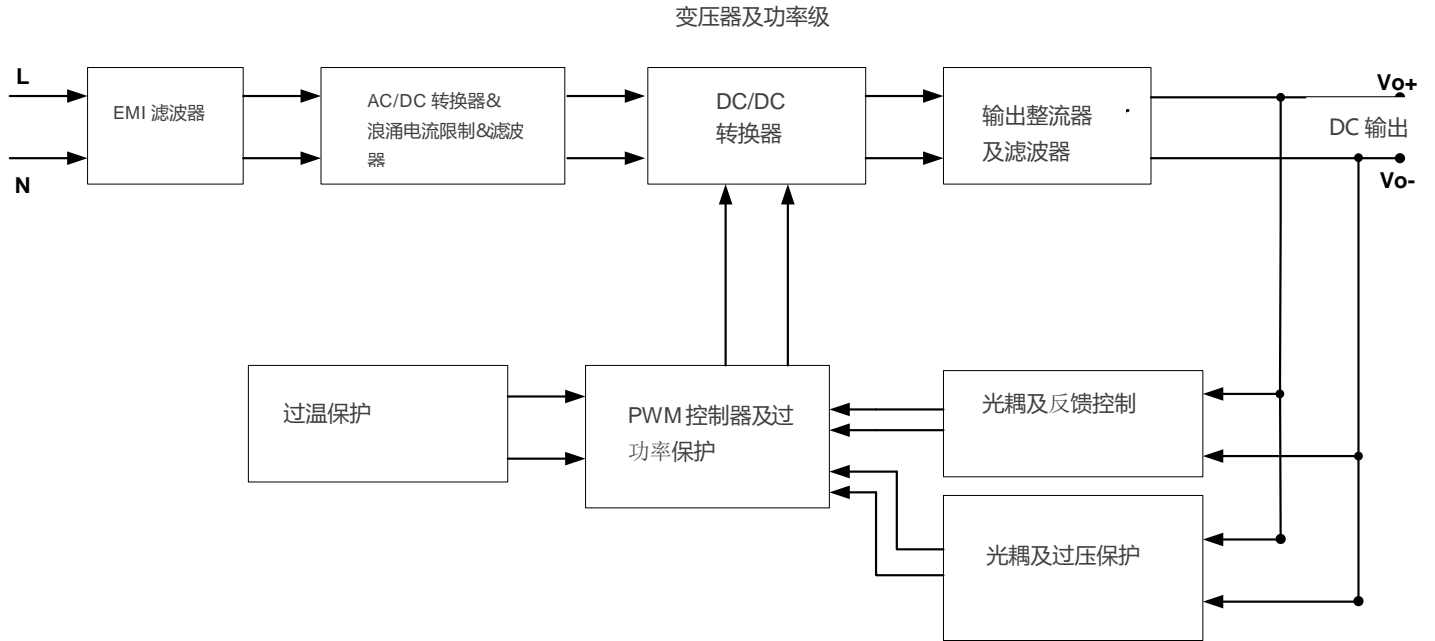 变压器及功率级
L
N
EMI 滤波器
AC/DC 转换器&
浪涌电流限制&滤波
器
DC/DC
转换器
输出整流器
及滤波器
Vo+
DC 输出
Vo-
过温保护
PWM 控制器及过
功率保护
光耦及反馈控制
光耦及过压保护